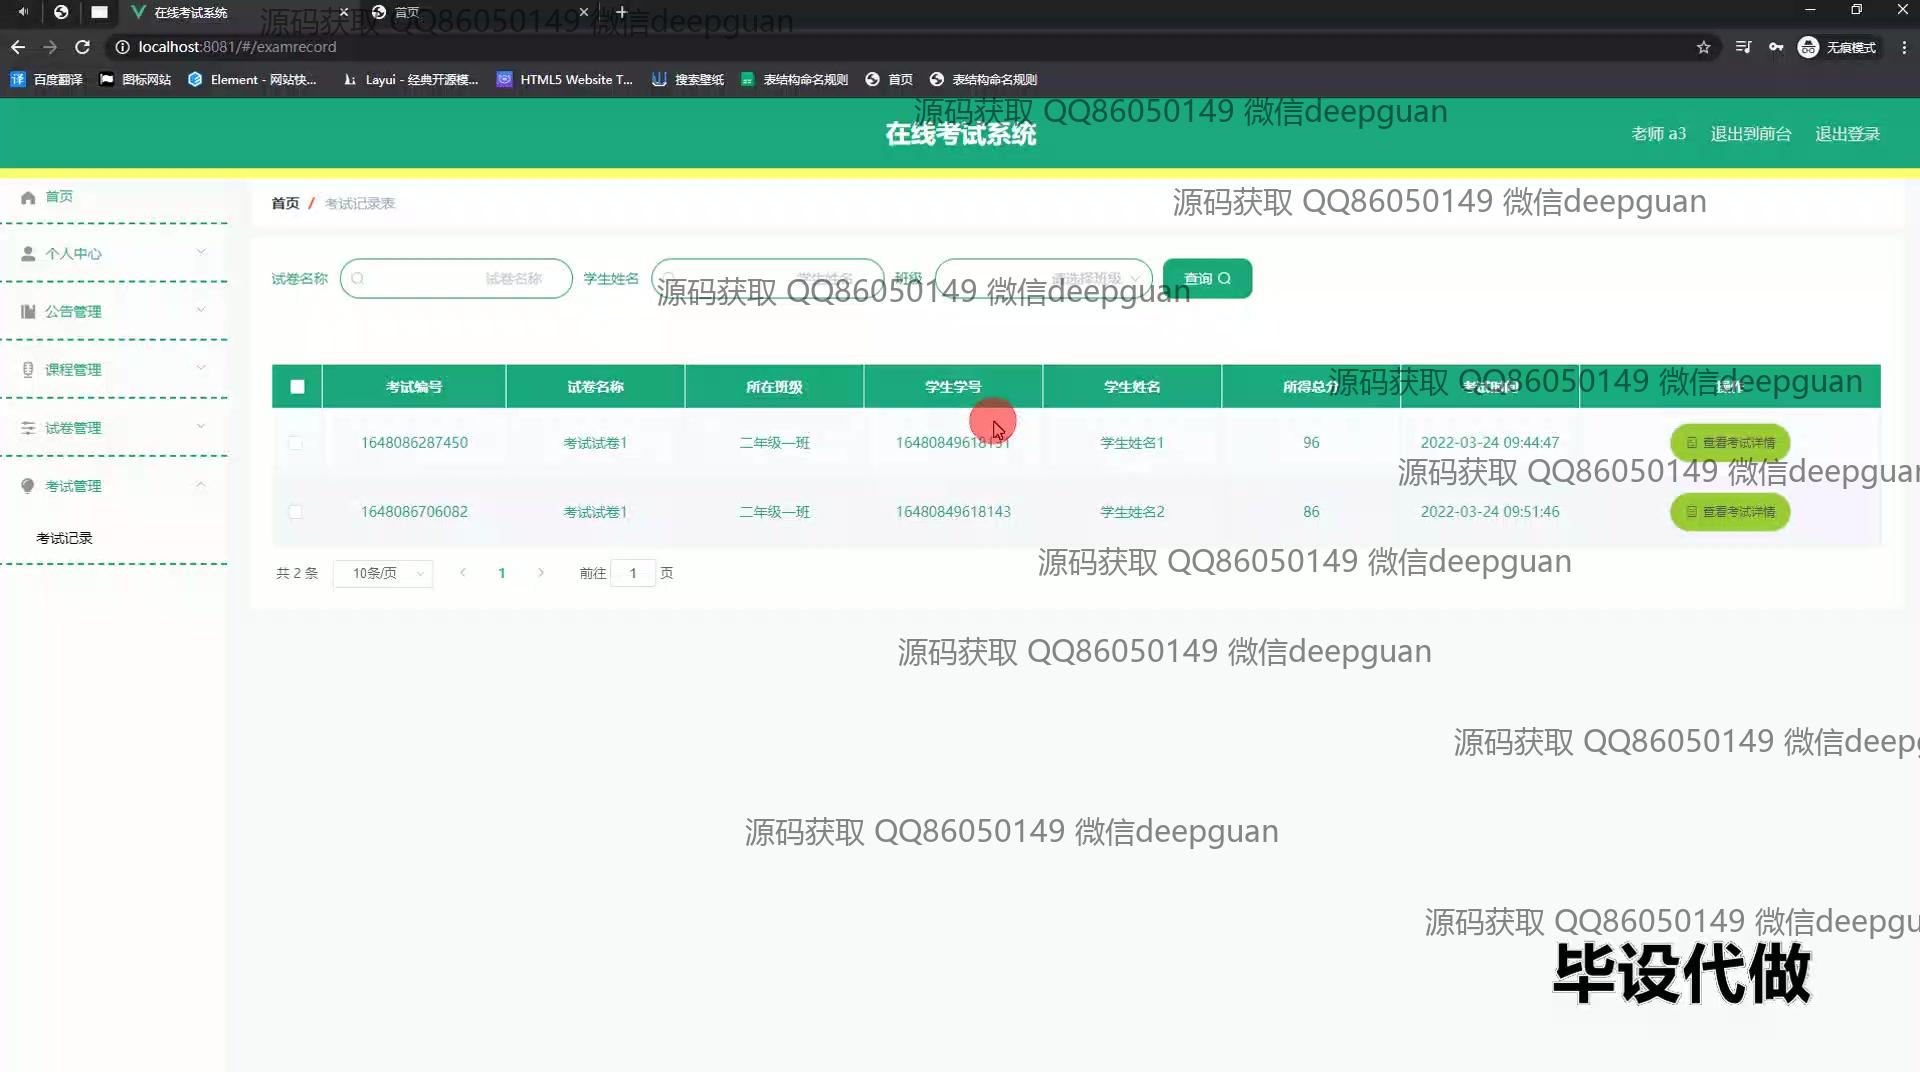 在线考试系统
首页
localhost:8081/#/examrecord
无痕模式
百度翻译
图标网站
Element - 网站快...
Layui - 经典开源模...
HTML5 Website T...
搜索壁纸
表结构命名规则
首页
表结构命名规则
源码获取 QQ86050149 微信deepguan
源码获取 QQ86050149 微信deepguan
在线考试系统
老师 a3
退出到前台
退出登录
首页
个人中心
公告管理
课程管理
试卷管理
考试管理
考试记录
首页 / 考试记录表
源码获取 QQ86050149 微信deepguan
试卷名称
试卷名称
学生姓名
学生姓名
班级
请选择班级
查询
源码获取 QQ86050149 微信deepguan
考试编号 试卷名称 所在班级 学生学号 学生姓名 所得总分 考试时间 操作
源码获取 QQ86050149 微信deepguan
1648086287450 考试试卷1 二年级一班 16480849618131 学生姓名1 96 2022-03-24 09:44:47 查看考试详情
源码获取 QQ86050149 微信deepguan
1648086706082 考试试卷1 二年级一班 16480849618143 学生姓名2 86 2022-03-24 09:51:46 查看考试详情
共 2 条 10条/页 1 前往 1 页
源码获取 QQ86050149 微信deepguan
源码获取 QQ86050149 微信deepguan
源码获取 QQ86050149 微信deep
源码获取 QQ86050149 微信deepguan
源码获取 QQ86050149 微信deepgu
毕设代做